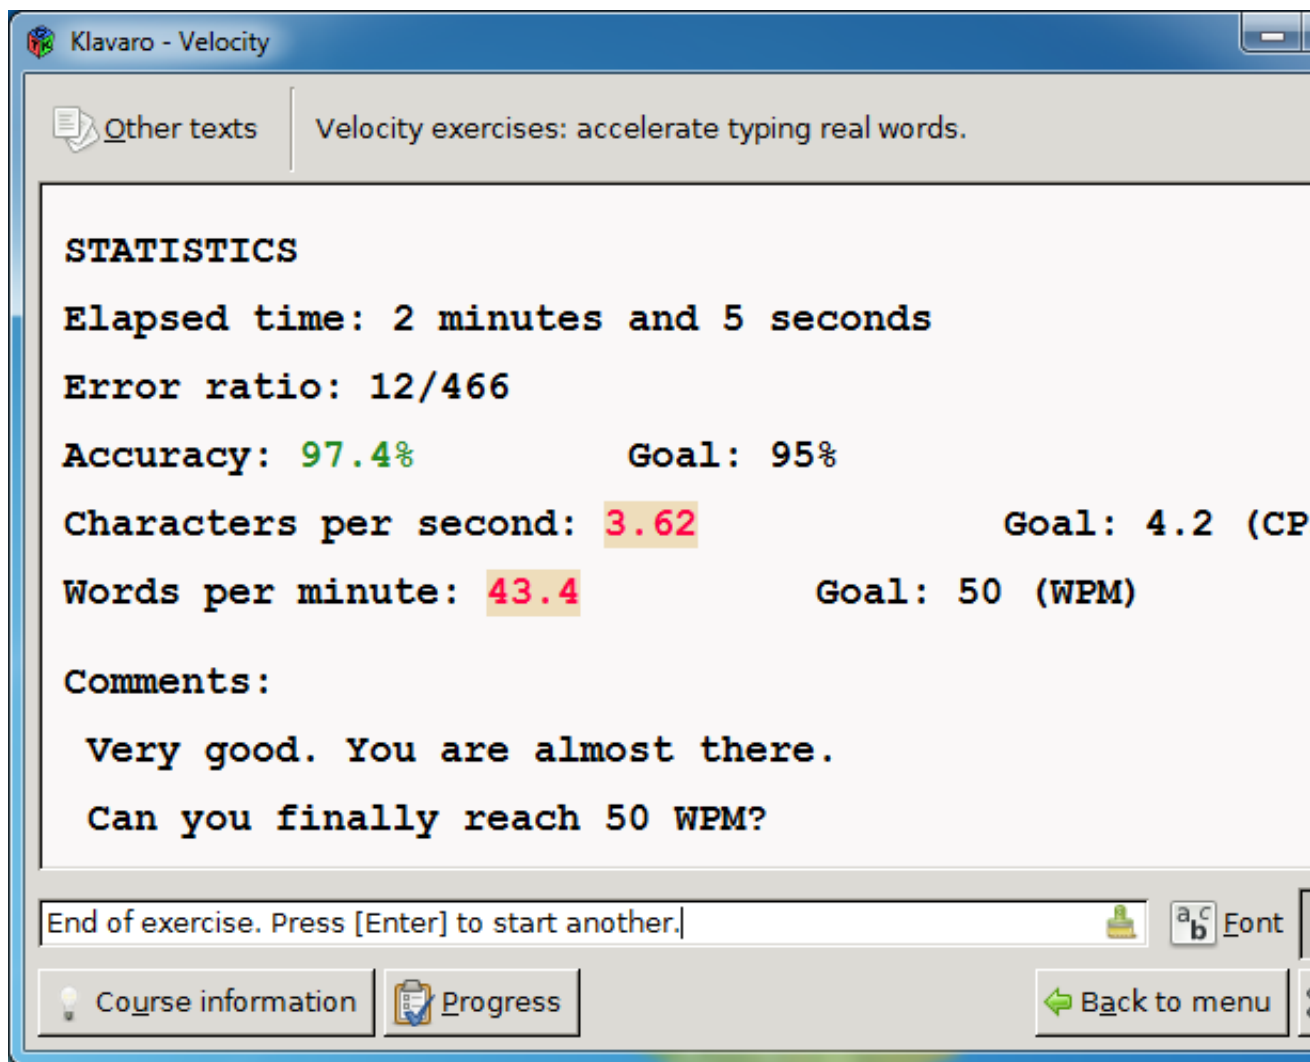 Klavaro - Velocity
Other texts
Velocity exercises: accelerate typing real words.
STATISTICS
Elapsed time: 2 minutes and 5 seconds
Error ratio: 12/466
Accuracy: 97.4% Goal: 95%
Characters per second: 3.62 Goal: 4.2 (CP
Words per minute: 43.4 Goal: 50 (WPM)
Comments:
Very good. You are almost there.
Can you finally reach 50 WPM?
End of exercise. Press [Enter] to start another.
abc Font
Course information Progress Back to menu